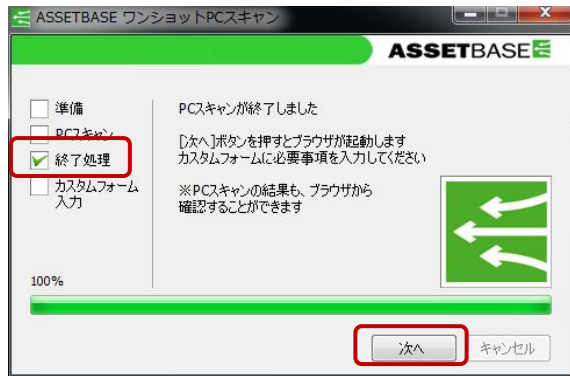 ASSETBASE ワンショットPCスキャン
ASSETBASE
準備
PCスキャン
終了処理
カスタムフォーム
入力
PCスキャンが終了しました
[次へ]ボタンを押すとブラウザが起動します
カスタムフォームに必要事項を入力してください
※PCスキャンの結果も、ブラウザから
確認することができます
100%
次へ
キャンセル